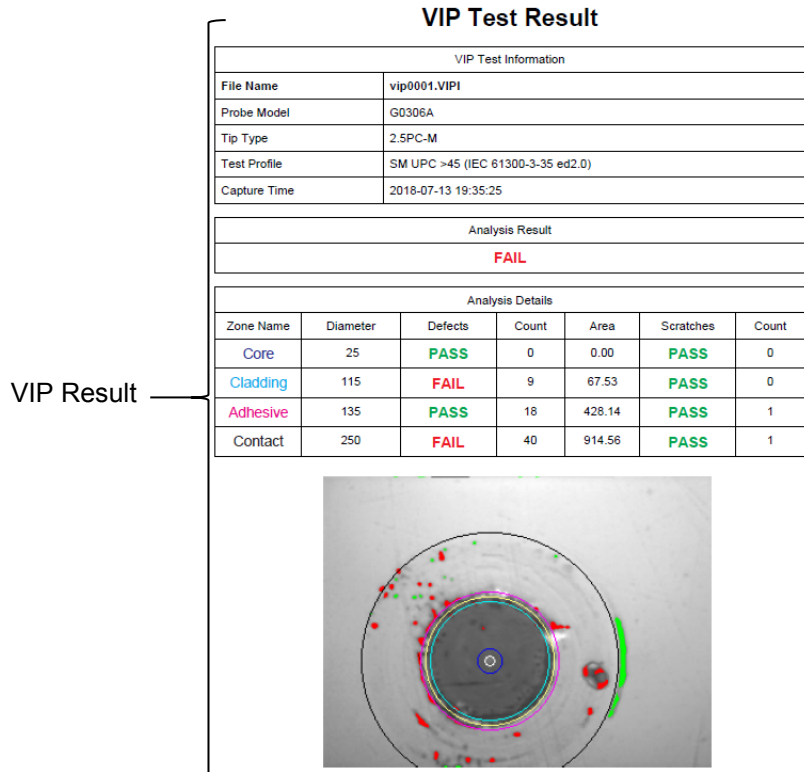 VIP Test Result
VIP Test Information
File Name vip0001.VIPI
Probe Model G0306A
Tip Type 2.5PC-M
Test Profile SM UPC >45 (IEC 61300-3-35 ed2.0)
Capture Time 2018-07-13 19:35:25
Analysis Result
FAIL
Analysis Details
Zone Name Diameter Defects Count Area Scratches Count
Core 25 PASS 0 0.00 PASS 0
Cladding 115 FAIL 9 67.53 PASS 0
VIP Result
Adhesive 135 PASS 18 428.14 PASS 1
Contact 250 FAIL 40 914.56 PASS 1